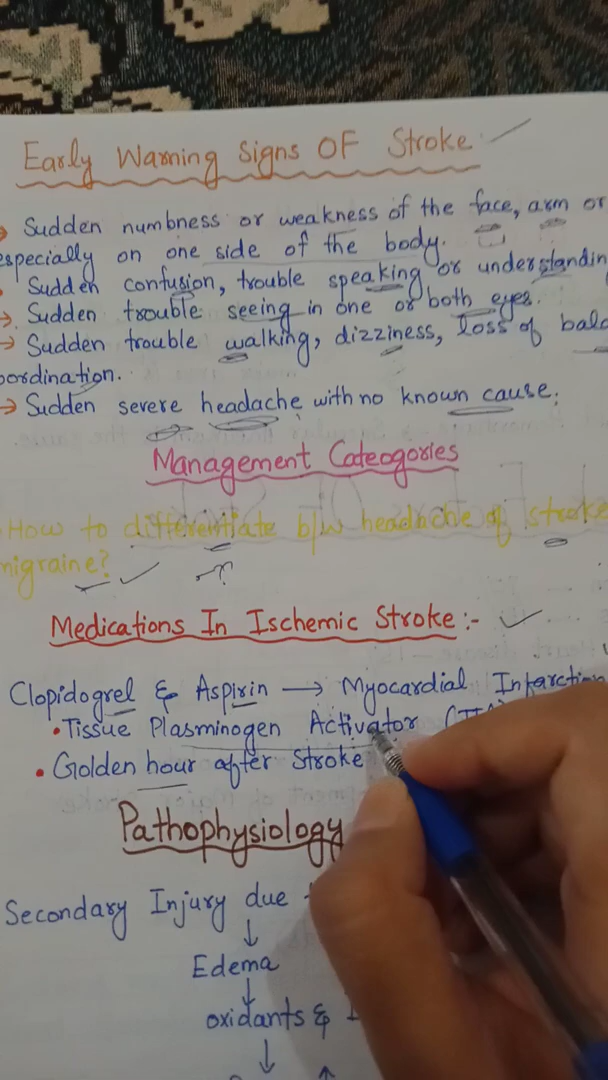 Early Warning Signs OF Stroke
→ Sudden numbness or weakness of the face, arm or
especially on one side of the body.
Sudden confusion, trouble speaking or understandin
→ Sudden trouble seeing in one or both eyes.
→ Sudden trouble walking, dizziness, loss of bala
oordination.
→ Sudden severe headache with no known cause.
Management Cateogories
How to differentiate b/w headache of stroke
migraine?
Medications In Ischemic Stroke:-
Clopidogrel & Aspirin → Myocardial Infarction
• Tissue Plasminogen Activator
• Golden hour after Stroke
Pathophysiology
Secondary Injury due
↓
Edema
↓
oxidants &
↓